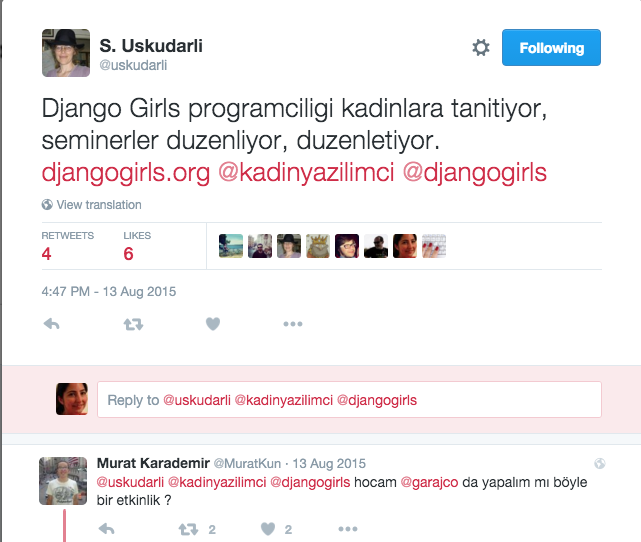 S. Uskudarli
@uskudarli
Following
Django Girls programciligi kadinlara tanitiyor,
seminerler duzenliyor, duzenletiyor.
djangogirls.org @kadinyazilimci @djangogirls
View translation
RETWEETS LIKES
4 6
4:47 PM - 13 Aug 2015
Reply to @uskudarli @kadinyazilimci @djangogirls
Murat Karademir @MuratKun · 13 Aug 2015
@uskudarli @kadinyazilimci @djangogirls hocam @garajco da yapalım mı böyle
bir etkinlik ?
2 2